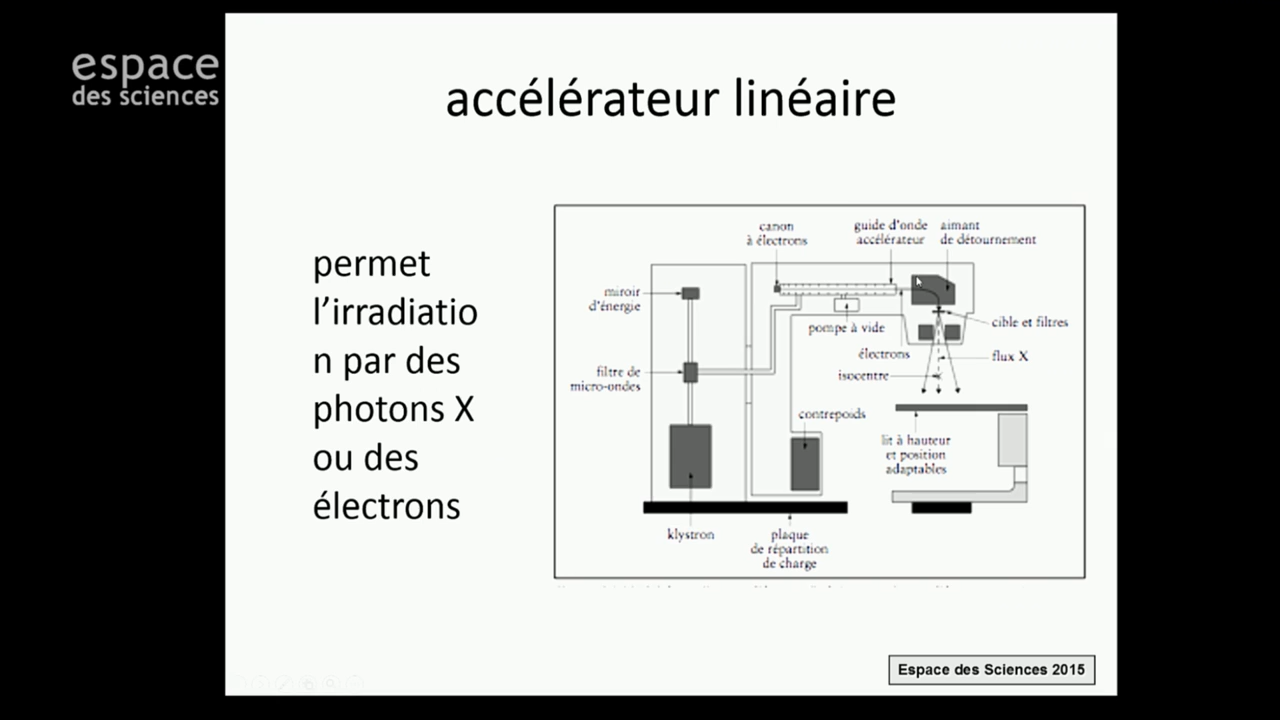 espace
des sciences
accélérateur linéaire
permet
l’irradiatio
n par des
photons X
ou des
électrons
canon
à électrons
guide d'onde
accélérateur
aimant
de détournement
miroir
d'énergie
pompe à vide
cible et filtres
électrons
flux X
filtre de
micro-ondes
isocentre
contrepoids
lit à hauteur
et position
adaptables
klystron
plaque
de répartition
de charge
Espace des Sciences 2015